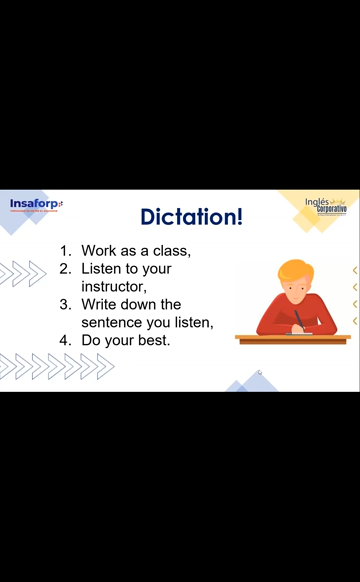 Insaforp
Inglés
Corporativo
Dictation!
1. Work as a class,
2. Listen to your
instructor,
3. Write down the
sentence you listen,
4. Do your best.